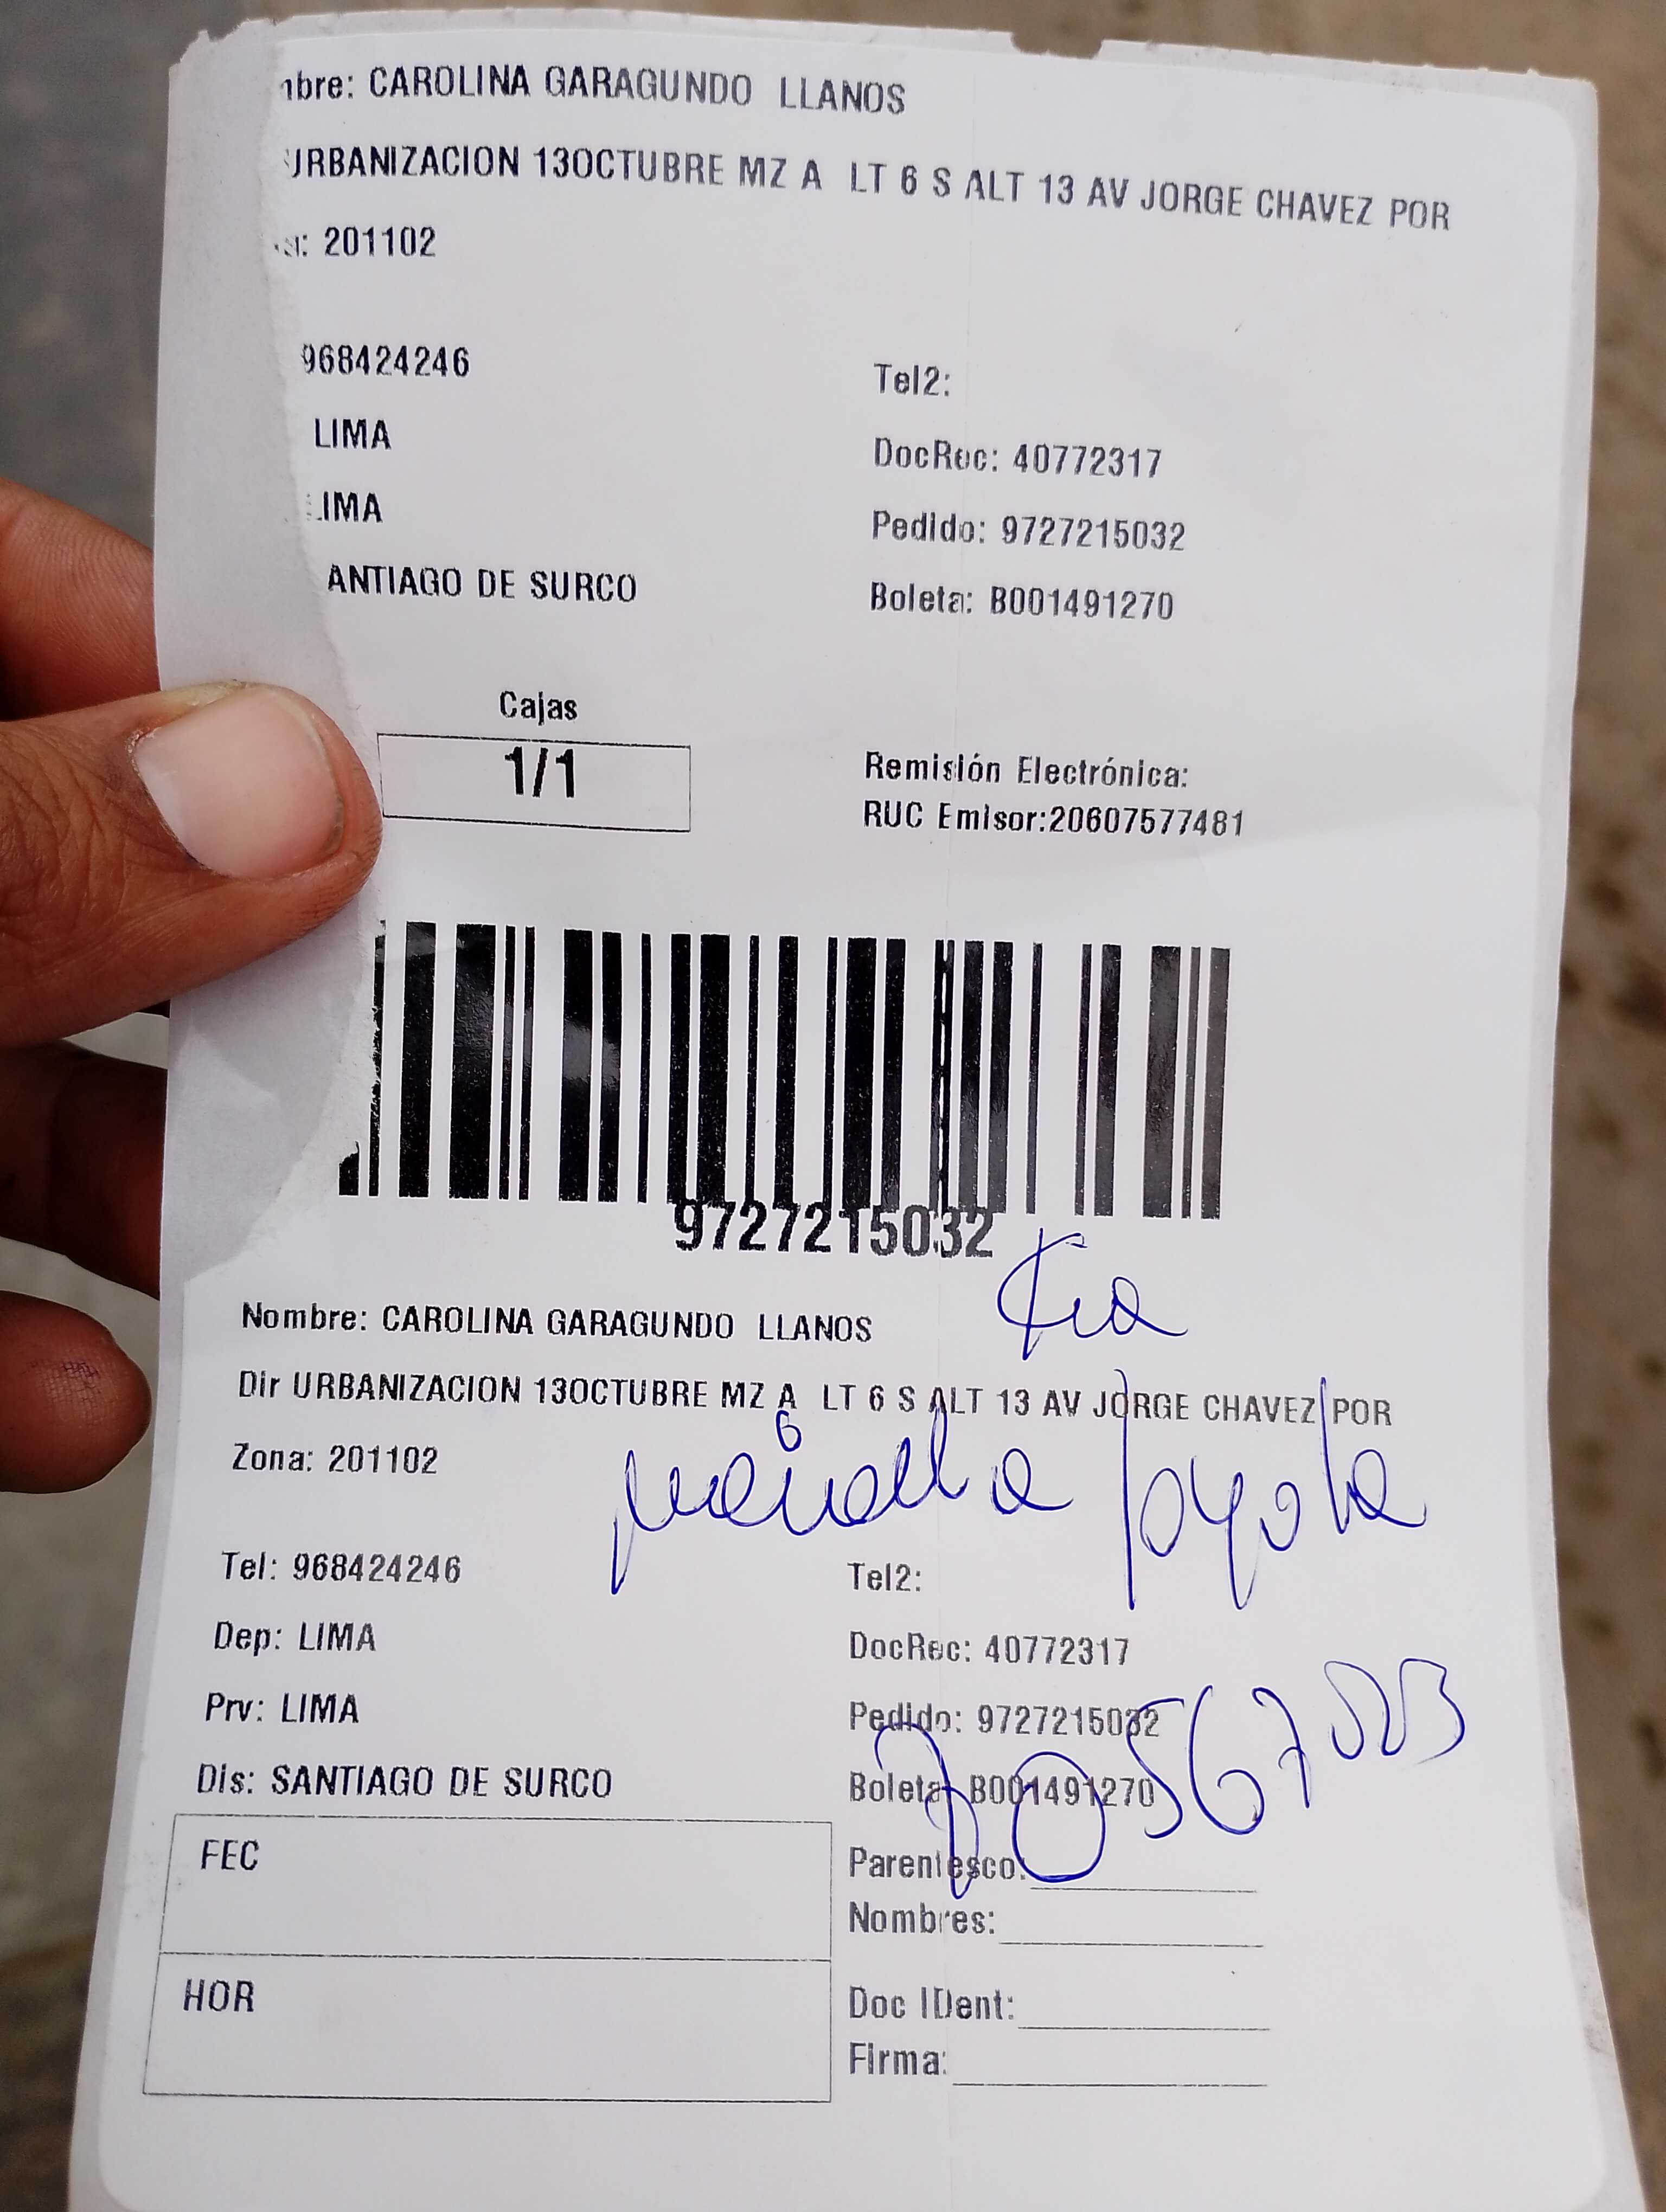 nbre: CAROLINA GARAGUNDO LLANOS
URBANIZACION 13OCTUBRE MZ A LT 6 S ALT 13 AV JORGE CHAVEZ POR
a: 201102
968424246
Tel2:
LIMA
DocRec: 40772317
LIMA
Pedido: 9727215032
ANTIAGO DE SURCO
Boleta: B001491270
Cajas
1/1
Remisión Electrónica:
RUC Emisor:20607577481
9727215032
Nombre: CAROLINA GARAGUNDO LLANOS
Dir URBANIZACION 13OCTUBRE MZ A LT 6 S ALT 13 AV JORGE CHAVEZ POR
Zona: 201102
Tel: 968424246
Tel2:
Dep: LIMA
DocRec: 40772317
Prv: LIMA
Pedido: 9727215032
Dis: SANTIAGO DE SURCO
Boleta: B001491270
FEC
Parentesco:
Nombres:
HOR
Doc IDent:
Firma: